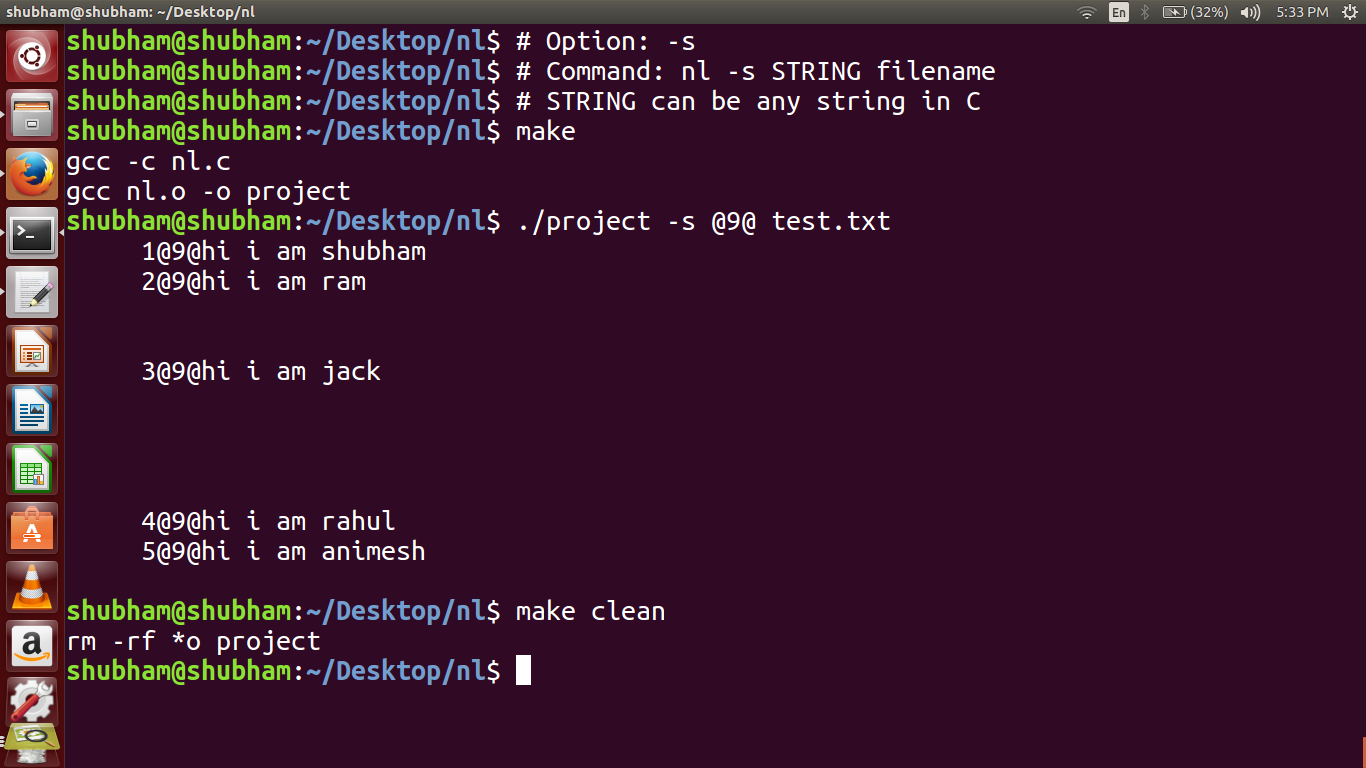 shubham@shubham: ~/Desktop/nl
En
(32%)
5:33 PM
shubham@shubham:~/Desktop/nl$ # Option: -s
shubham@shubham:~/Desktop/nl$ # Command: nl -s STRING filename
shubham@shubham:~/Desktop/nl$ # STRING can be any string in C
shubham@shubham:~/Desktop/nl$ make
gcc -c nl.c
gcc nl.o -o project
shubham@shubham:~/Desktop/nl$ ./project -s @9@ test.txt
     1@9@hi i am shubham
     2@9@hi i am ram
     3@9@hi i am jack
     4@9@hi i am rahul
     5@9@hi i am animesh
shubham@shubham:~/Desktop/nl$ make clean
rm -rf *o project
shubham@shubham:~/Desktop/nl$